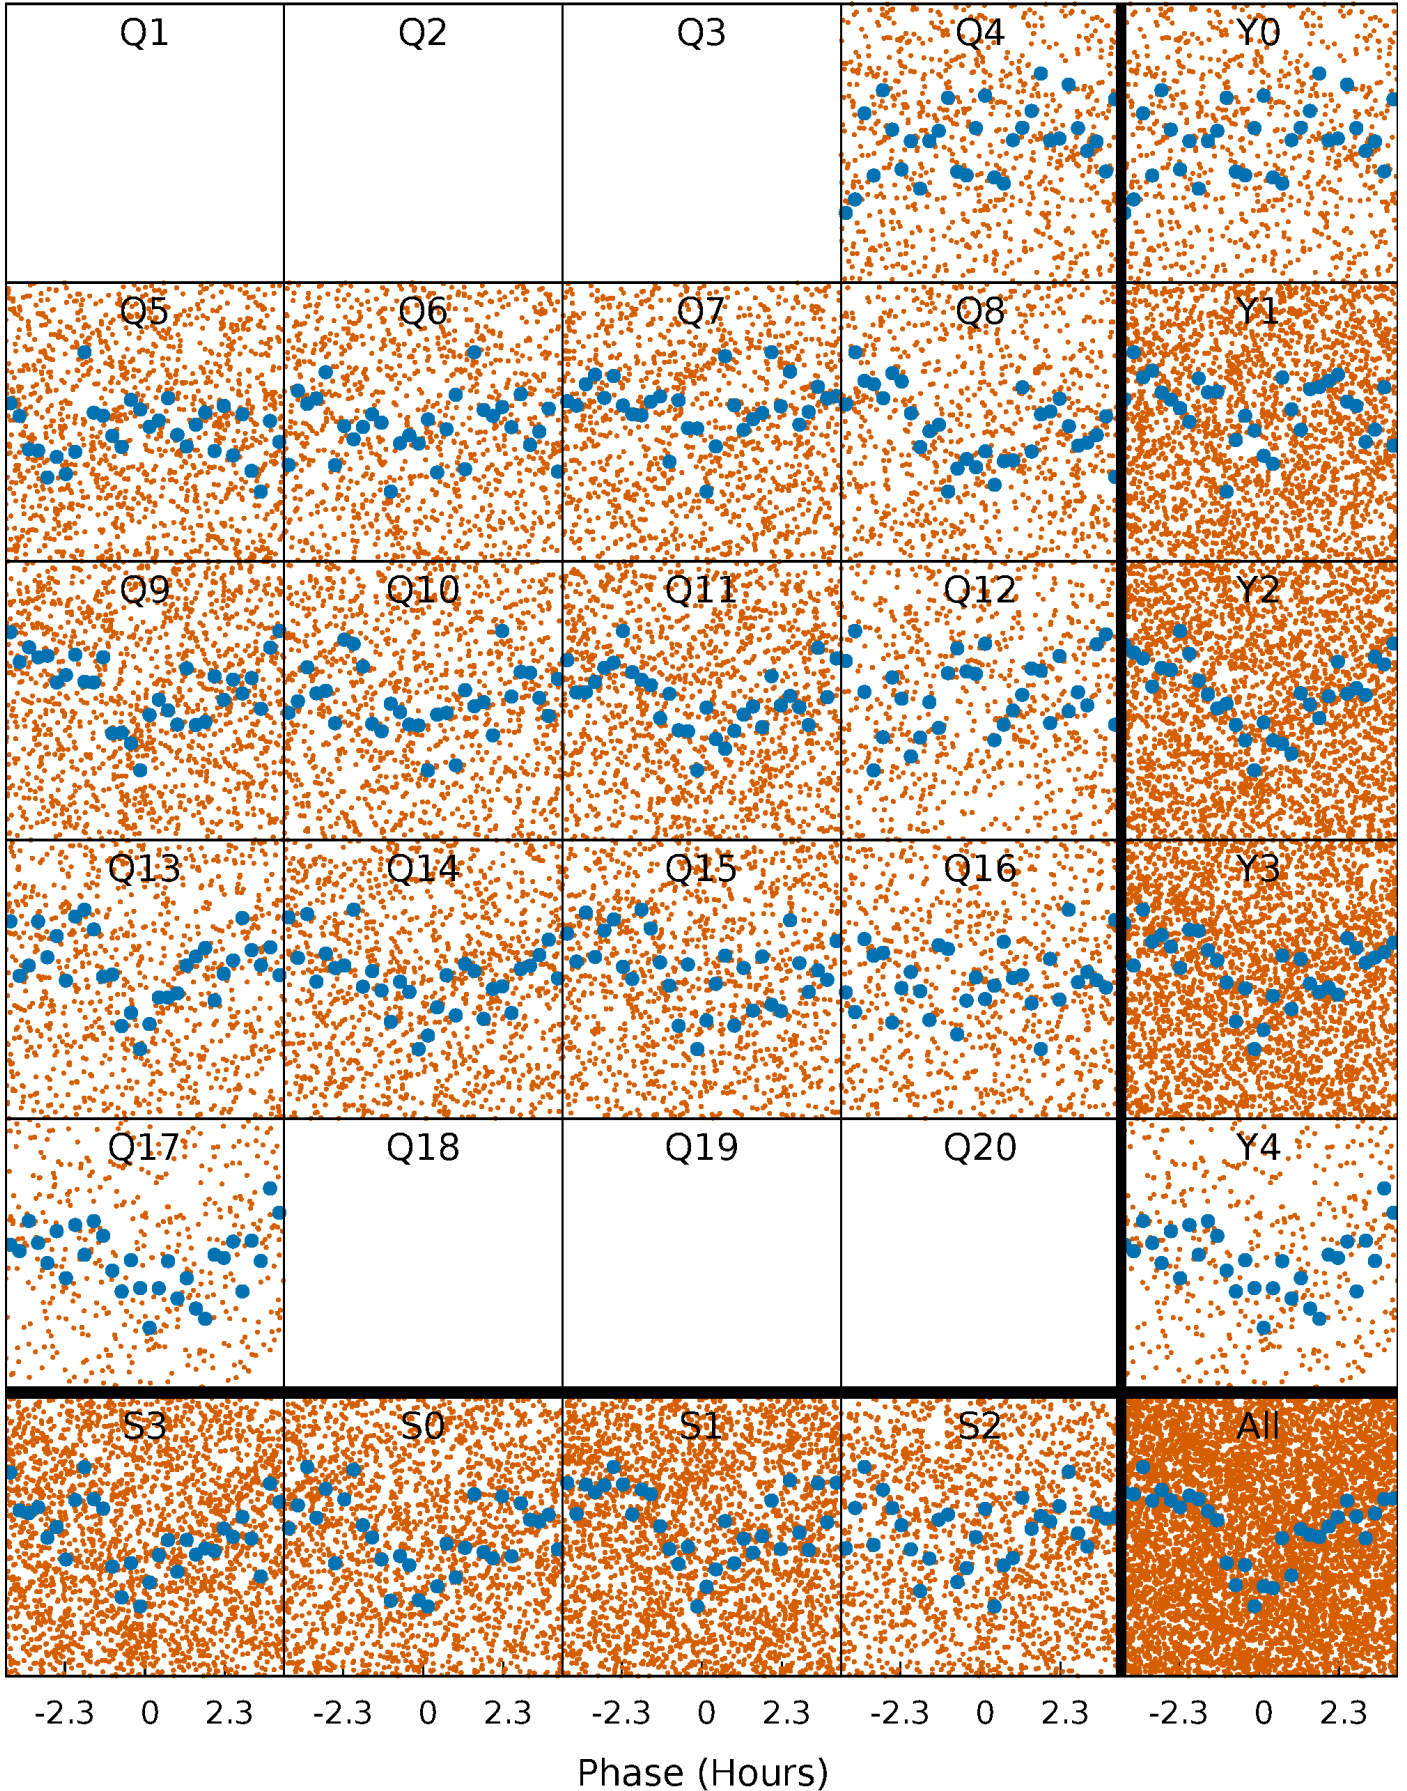 Q1 Q2 Q3 Q4 Y0
Q5 Q6 Q7 Q8 Y1
Q9 Q10 Q11 Q12 Y2
Q13 Q14 Q15 Q16 Y3
Q17 Q18 Q19 Q20 Y4
S3 S0 S1 S2 All
-2.3 0 2.3 -2.3 0 2.3 -2.3 0 2.3 -2.3 0 2.3 -2.3 0 2.3
Phase (Hours)